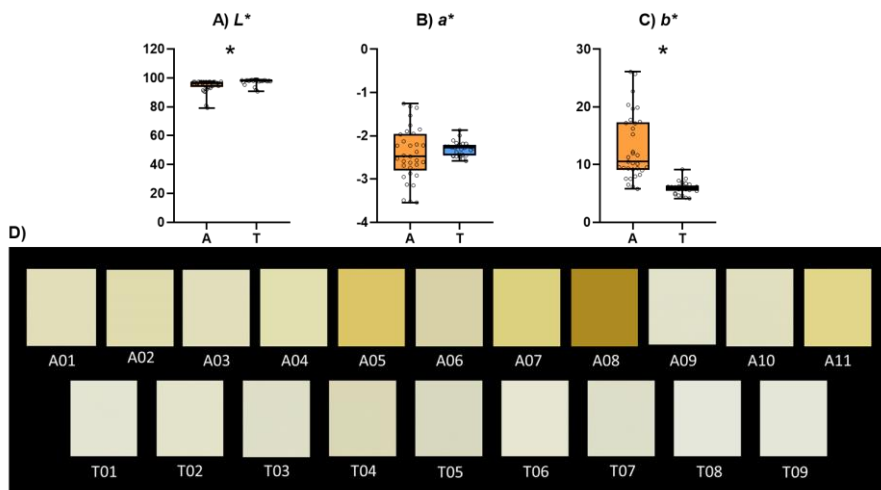 A) L* B) a* C) b*
* *
120 0 30
100
80 -1 20
60 -2
40 -3 10
20
0 -4 0
A T A T A T
D)
A01 A02 A03 A04 A05 A06 A07 A08 A09 A10 A11
T01 T02 T03 T04 T05 T06 T07 T08 T09